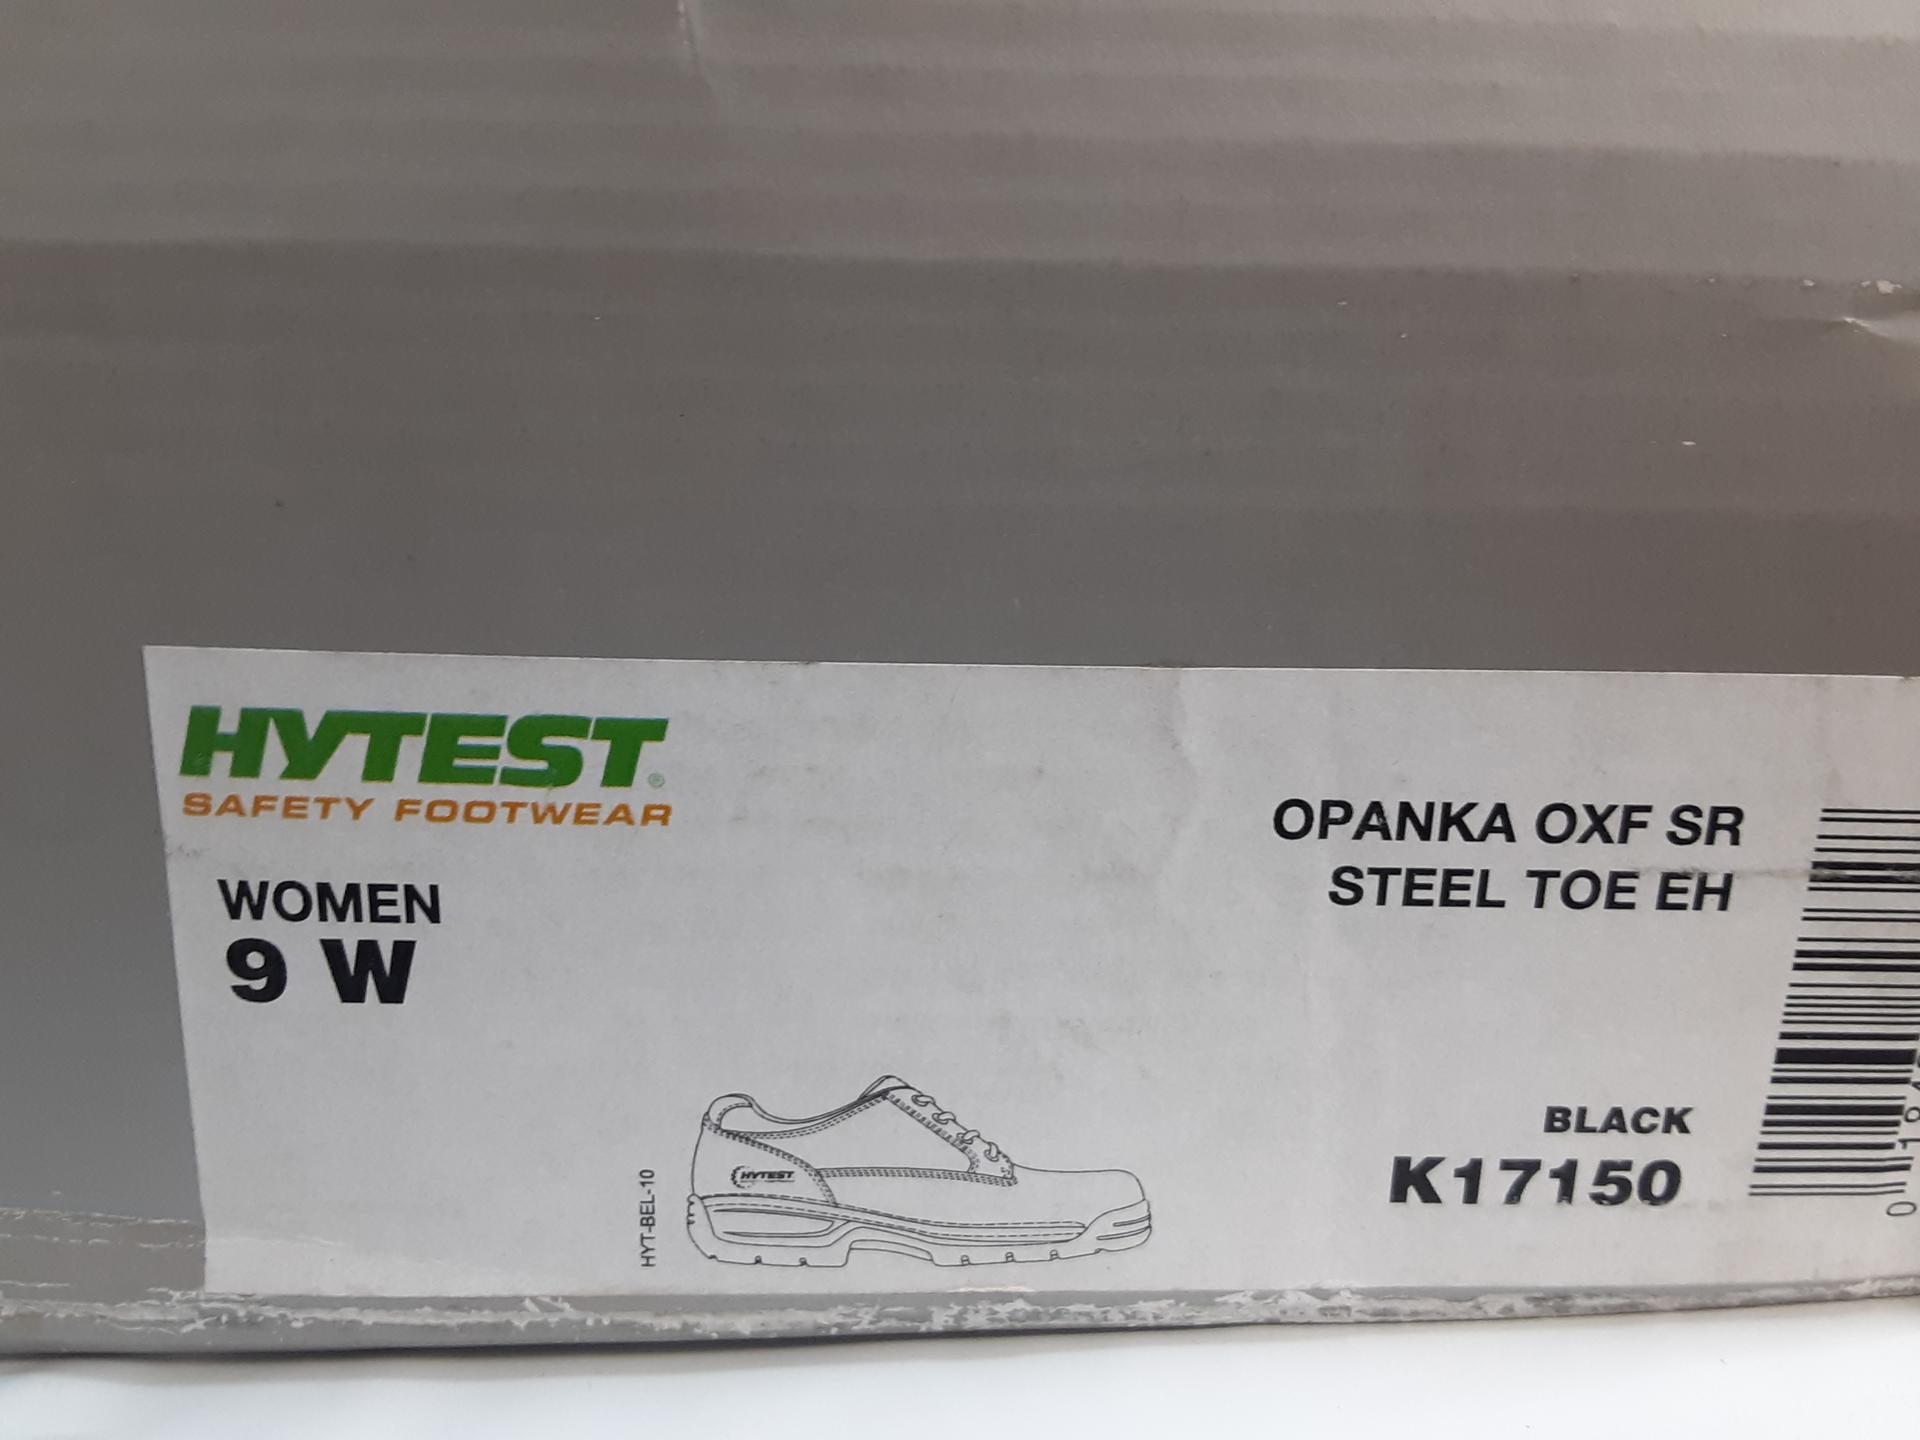 HYTEST®
SAFETY FOOTWEAR
WOMEN
9 W
OPANKA OXF SR
STEEL TOE EH
HYT-BEL-10
HYTEST
BLACK
K17150